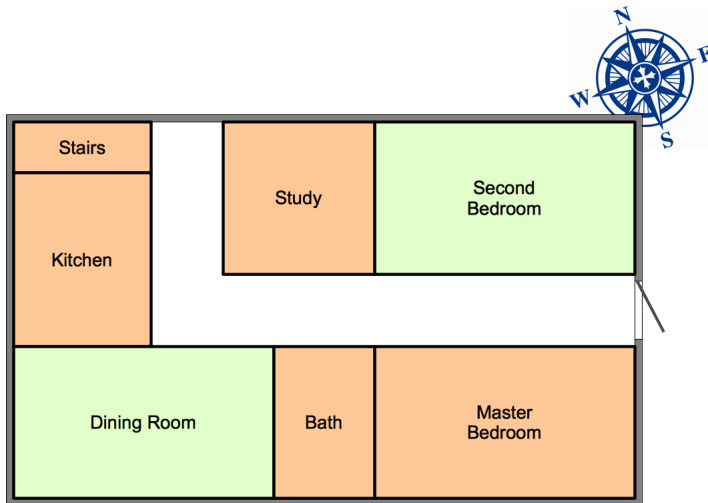 N
E
W
S
Stairs
Study
Second
Bedroom
Kitchen
Dining Room
Bath
Master
Bedroom